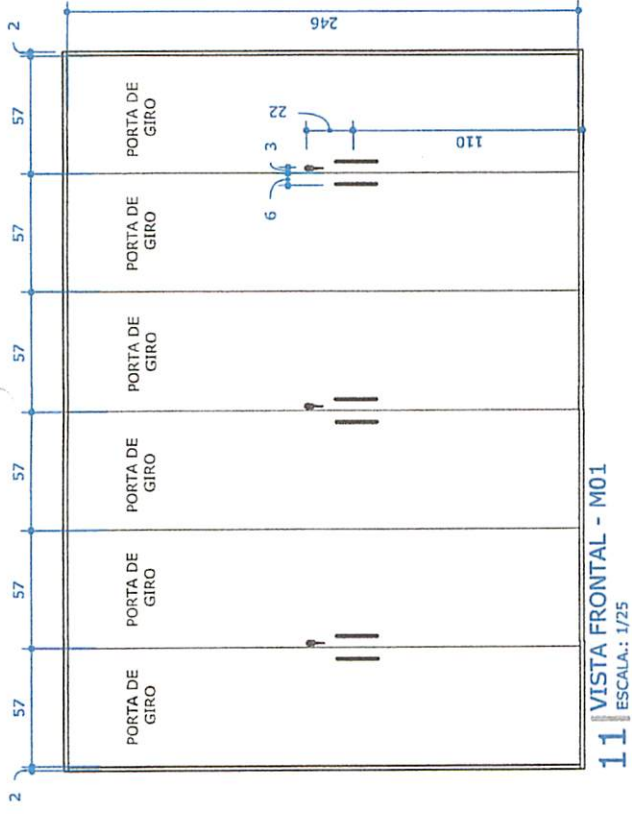 2
57
57
57
57
57
57
2
246
PORTA DE
GIRO
PORTA DE
GIRO
PORTA DE
GIRO
PORTA DE
GIRO
PORTA DE
GIRO
PORTA DE
GIRO
22
3
6
110
11 VISTA FRONTAL - M01
ESCALA.: 1/25